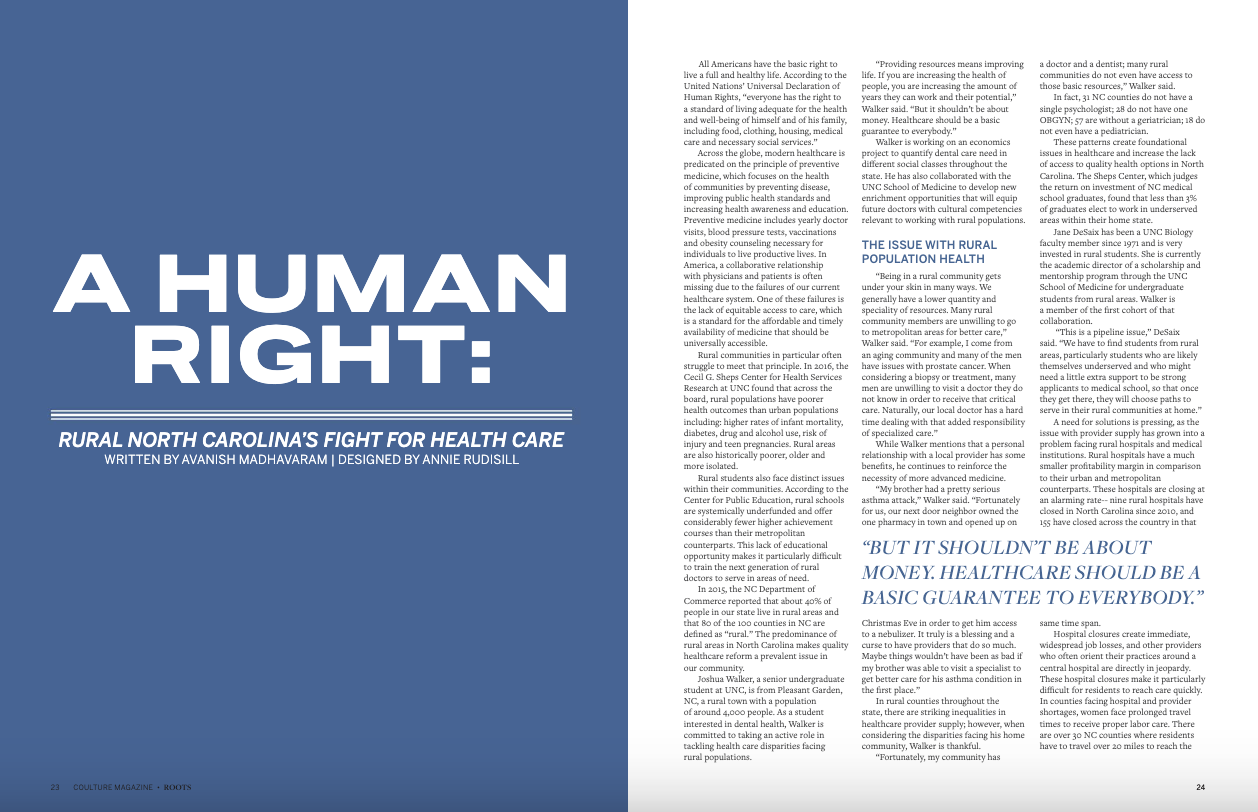 A HUMAN
RIGHT:
RURAL NORTH CAROLINA'S FIGHT FOR HEALTH CARE
WRITTEN BY AVANISH MADHAVARAM | DESIGNED BY ANNIE RUDISILL
23 COULTURE MAGAZINE • ROOTS
All Americans have the basic right to
live a full and healthy life. According to the
United Nations' Universal Declaration of
Human Rights, “everyone has the right to
a standard of living adequate for the health
and well-being of himself and of his family,
including food, clothing, housing, medical
care and necessary social services.”
Across the globe, modern healthcare is
predicated on the principle of preventive
medicine, which focuses on the health
of communities by preventing disease,
improving public health standards and
increasing health awareness and education.
Preventive medicine includes yearly doctor
visits, blood pressure tests, vaccinations
and obesity counseling necessary for
individuals to live productive lives. In
America, a collaborative relationship
with physicians and patients is often
missing due to the failures of our current
healthcare system. One of these failures is
the lack of equitable access to care, which
is a standard for the affordable and timely
availability of medicine that should be
universally accessible.
Rural communities in particular often
struggle to meet that principle. In 2016, the
Cecil G. Sheps Center for Health Services
Research at UNC found that across the
board, rural populations have poorer
health outcomes than urban populations
including: higher rates of infant mortality,
diabetes, drug and alcohol use, risk of
injury and teen pregnancies. Rural areas
are also historically poorer, older and
more isolated.
Rural students also face distinct issues
within their communities. According to the
Center for Public Education, rural schools
are systemically underfunded and offer
considerably fewer higher achievement
courses than their metropolitan
counterparts. This lack of educational
opportunity makes it particularly difficult
to train the next generation of rural
doctors to serve in areas of need.
In 2015, the NC Department of
Commerce reported that about 40% of
people in our state live in rural areas and
that 80 of the 100 counties in NC are
defined as “rural.” The predominance of
rural areas in North Carolina makes quality
healthcare reform a prevalent issue in
our community.
Joshua Walker, a senior undergraduate
student at UNC, is from Pleasant Garden,
NC, a rural town with a population
of around 4,000 people. As a student
interested in dental health, Walker is
committed to taking an active role in
tackling health care disparities facing
rural populations.
“Providing resources means improving
life. If you are increasing the health of
people, you are increasing the amount of
years they can work and their potential,”
Walker said. “But it shouldn't be about
money. Healthcare should be a basic
guarantee to everybody.”
Walker is working on an economics
project to quantify dental care need in
different social classes throughout the
state. He has also collaborated with the
UNC School of Medicine to develop new
enrichment opportunities that will equip
future doctors with cultural competencies
relevant to working with rural populations.
THE ISSUE WITH RURAL
POPULATION HEALTH
“Being in a rural community gets
under your skin in many ways. We
generally have a lower quantity and
speciality of resources. Many rural
community members are unwilling to go
to metropolitan areas for better care,”
Walker said. “For example, I come from
an aging community and many of the men
have issues with prostate cancer. When
considering a biopsy or treatment, many
men are unwilling to visit a doctor they do
not know in order to receive that critical
care. Naturally, our local doctor has a hard
time dealing with that added responsibility
of specialized care.”
While Walker mentions that a personal
relationship with a local provider has some
benefits, he continues to reinforce the
necessity of more advanced medicine.
“My brother had a pretty serious
asthma attack,” Walker said. “Fortunately
for us, our next door neighbor owned the
one pharmacy in town and opened up on
a doctor and a dentist; many rural
communities do not even have access to
those basic resources,” Walker said.
In fact, 31 NC counties do not have a
single psychologist; 28 do not have one
OBGYN; 57 are without a geriatrician; 18 do
not even have a pediatrician.
These patterns create foundational
issues in healthcare and increase the lack
of access to quality health options in North
Carolina. The Sheps Center, which judges
the return on investment of NC medical
school graduates, found that less than 3%
of graduates elect to work in underserved
areas within their home state.
Jane DeSaix has been a UNC Biology
faculty member since 1971 and is very
invested in rural students. She is currently
the academic director of a scholarship and
mentorship program through the UNC
School of Medicine for undergraduate
students from rural areas. Walker is
a member of the first cohort of that
collaboration.
“This is a pipeline issue,” DeSaix
said. “We have to find students from rural
areas, particularly students who are likely
themselves underserved and who might
need a little extra support to be strong
applicants to medical school, so that once
they get there, they will choose paths to
serve in their rural communities at home.”
A need for solutions is pressing, as the
issue with provider supply has grown into a
problem facing rural hospitals and medical
institutions. Rural hospitals have a much
smaller profitability margin in comparison
to their urban and metropolitan
counterparts. These hospitals are closing at
an alarming rate-- nine rural hospitals have
closed in North Carolina since 2010, and
155 have closed across the country in that
“BUT IT SHOULDN'T BE ABOUT
MONEY. HEALTHCARE SHOULD BE A
BASIC GUARANTEE TO EVERYBODY.”
Christmas Eve in order to get him access
to a nebulizer. It truly is a blessing and a
curse to have providers that do so much.
Maybe things wouldn't have been as bad if
my brother was able to visit a specialist to
get better care for his asthma condition in
the first place.”
In rural counties throughout the
state, there are striking inequalities in
healthcare provider supply; however, when
considering the disparities facing his home
community, Walker is thankful.
“Fortunately, my community has
same time span.
Hospital closures create immediate,
widespread job losses, and other providers
who often orient their practices around a
central hospital are directly in jeopardy.
These hospital closures make it particularly
difficult for residents to reach care quickly.
In counties facing hospital and provider
shortages, women face prolonged travel
times to receive proper labor care. There
are over 30 NC counties where residents
have to travel over 20 miles to reach the
24